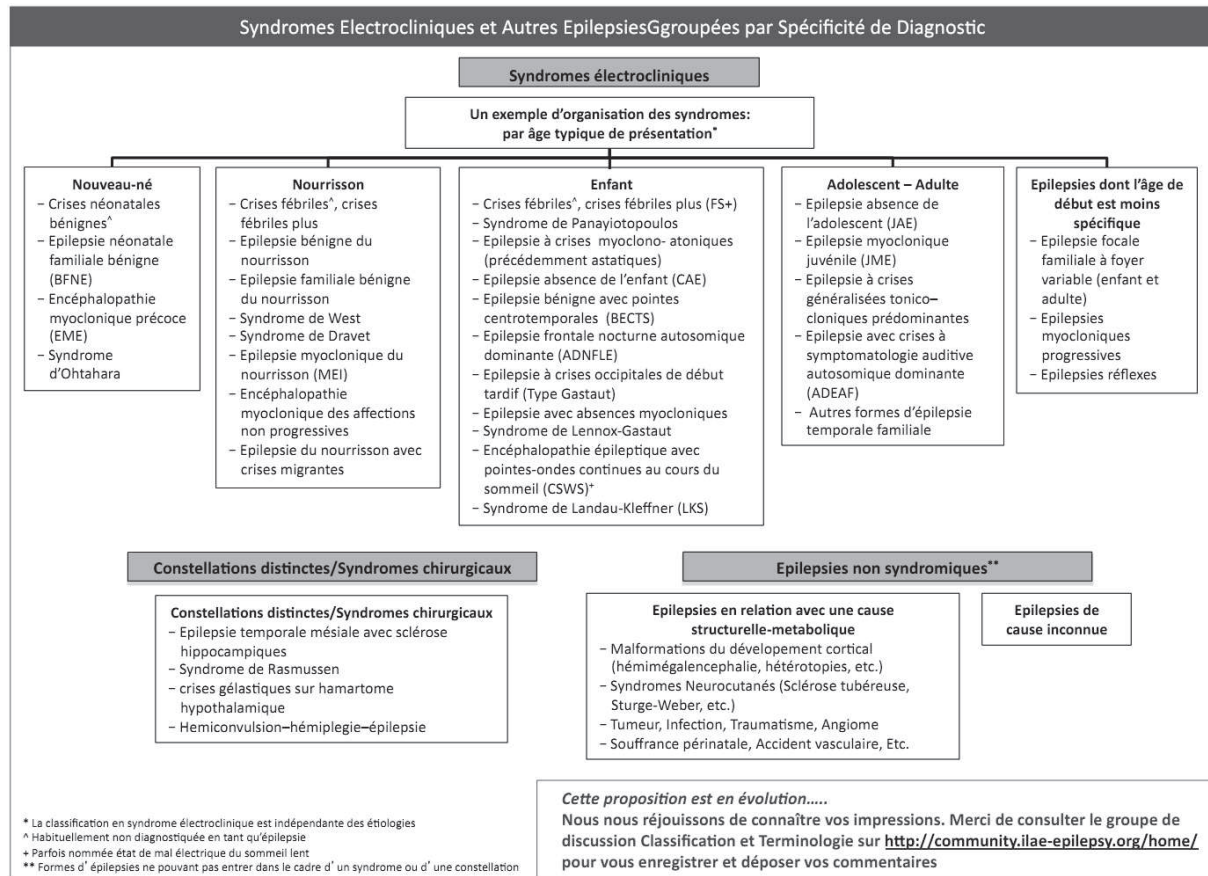 Syndromes Electrocliniques et Autres EpilepsiesGgroupées par Spécificité de Diagnostic
Syndromes électrocliniques
Un exemple d'organisation des syndromes:
par âge typique de présentation*
Nouveau-né
– Crises néonatales
bénignes^
– Epilepsie néonatale
familiale bénigne
(BFNE)
– Encéphalopathie
myoclonique précoce
(EME)
– Syndrome
d'Ohtahara
Nourrisson
– Crises fébriles^, crises
fébriles plus
– Epilepsie bénigne du
nourrisson
– Epilepsie familiale bénigne
du nourrisson
– Syndrome de West
– Syndrome de Dravet
– Epilepsie myoclonique du
nourrisson (MEI)
– Encéphalopathie
myoclonique des affections
non progressives
– Epilepsie du nourrisson avec
crises migrantes
Enfant
– Crises fébriles^, crises fébriles plus (FS+)
– Syndrome de Panayiotopoulos
– Epilepsie à crises myoclono- atoniques
(précédemment astatiques)
– Epilepsie absence de l'enfant (CAE)
– Epilepsie bénigne avec pointes
centrotemporales (BECTS)
– Epilepsie frontale nocturne autosomique
dominante (ADNFLE)
– Epilepsie à crises occipitales de début
tardif (Type Gastaut)
– Epilepsie avec absences myocloniques
– Syndrome de Lennox-Gastaut
– Encéphalopathie épileptique avec
pointes-ondes continues au cours du
sommeil (CSWS)+
– Syndrome de Landau-Kleffner (LKS)
Adolescent – Adulte
– Epilepsie absence de
l'adolescent (JAE)
– Epilepsie myoclonique
juvénile (JME)
– Epilepsie à crises
généralisées tonico–
cloniques prédominantes
– Epilepsie avec crises à
symptomatologie auditive
autosomique dominante
(ADEAF)
– Autres formes d'épilepsie
temporale familiale
Epilepsies dont l'âge de
début est moins
spécifique
– Epilepsie focale
familiale à foyer
variable (enfant et
adulte)
– Epilepsies
myocloniques
progressives
– Epilepsies réflexes
Constellations distinctes/Syndromes chirurgicaux
Constellations distinctes/Syndromes chirurgicaux
– Epilepsie temporale mésiale avec sclérose
hippocampiques
– Syndrome de Rasmussen
– crises gélastiques sur hamartome
hypothalamique
– Hemiconvulsion–hémiplegie–épilepsie
Epilepsies non syndromiques**
Epilepsies en relation avec une cause
structurelle-metabolique
– Malformations du dévelopement cortical
(hémimégalencephalie, hétérotopies, etc.)
– Syndromes Neurocutanés (Sclérose tubéreuse,
Sturge-Weber, etc.)
– Tumeur, Infection, Traumatisme, Angiome
– Souffrance périnatale, Accident vasculaire, Etc.
Epilepsies de
cause inconnue
* La classification en syndrome électroclinique est indépendante des étiologies
^ Habituellement non diagnostiquée en tant qu'épilepsie
+ Parfois nommée état de mal électrique du sommeil lent
** Formes d' épilepsies ne pouvant pas entrer dans le cadre d' un syndrome ou d' une constellation
Cette proposition est en évolution.....
Nous nous réjouissons de connaître vos impressions. Merci de consulter le groupe de
discussion Classification et Terminologie sur http://community.ilae-epilepsy.org/home/
pour vous enregistrer et déposer vos commentaires